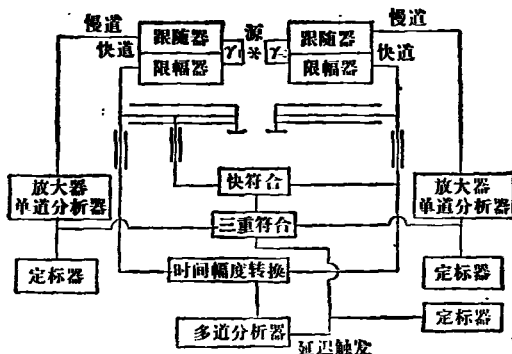 慢道
跟随器
源
跟随器
慢道
快道
限幅器
γ₁
*
γ₂
限幅器
快道
放大器
单道分析器
快符合
放大器
单道分析器
三重符合
定标器
时间幅度转换
定标器
多道分析器
定标器
延迟触发